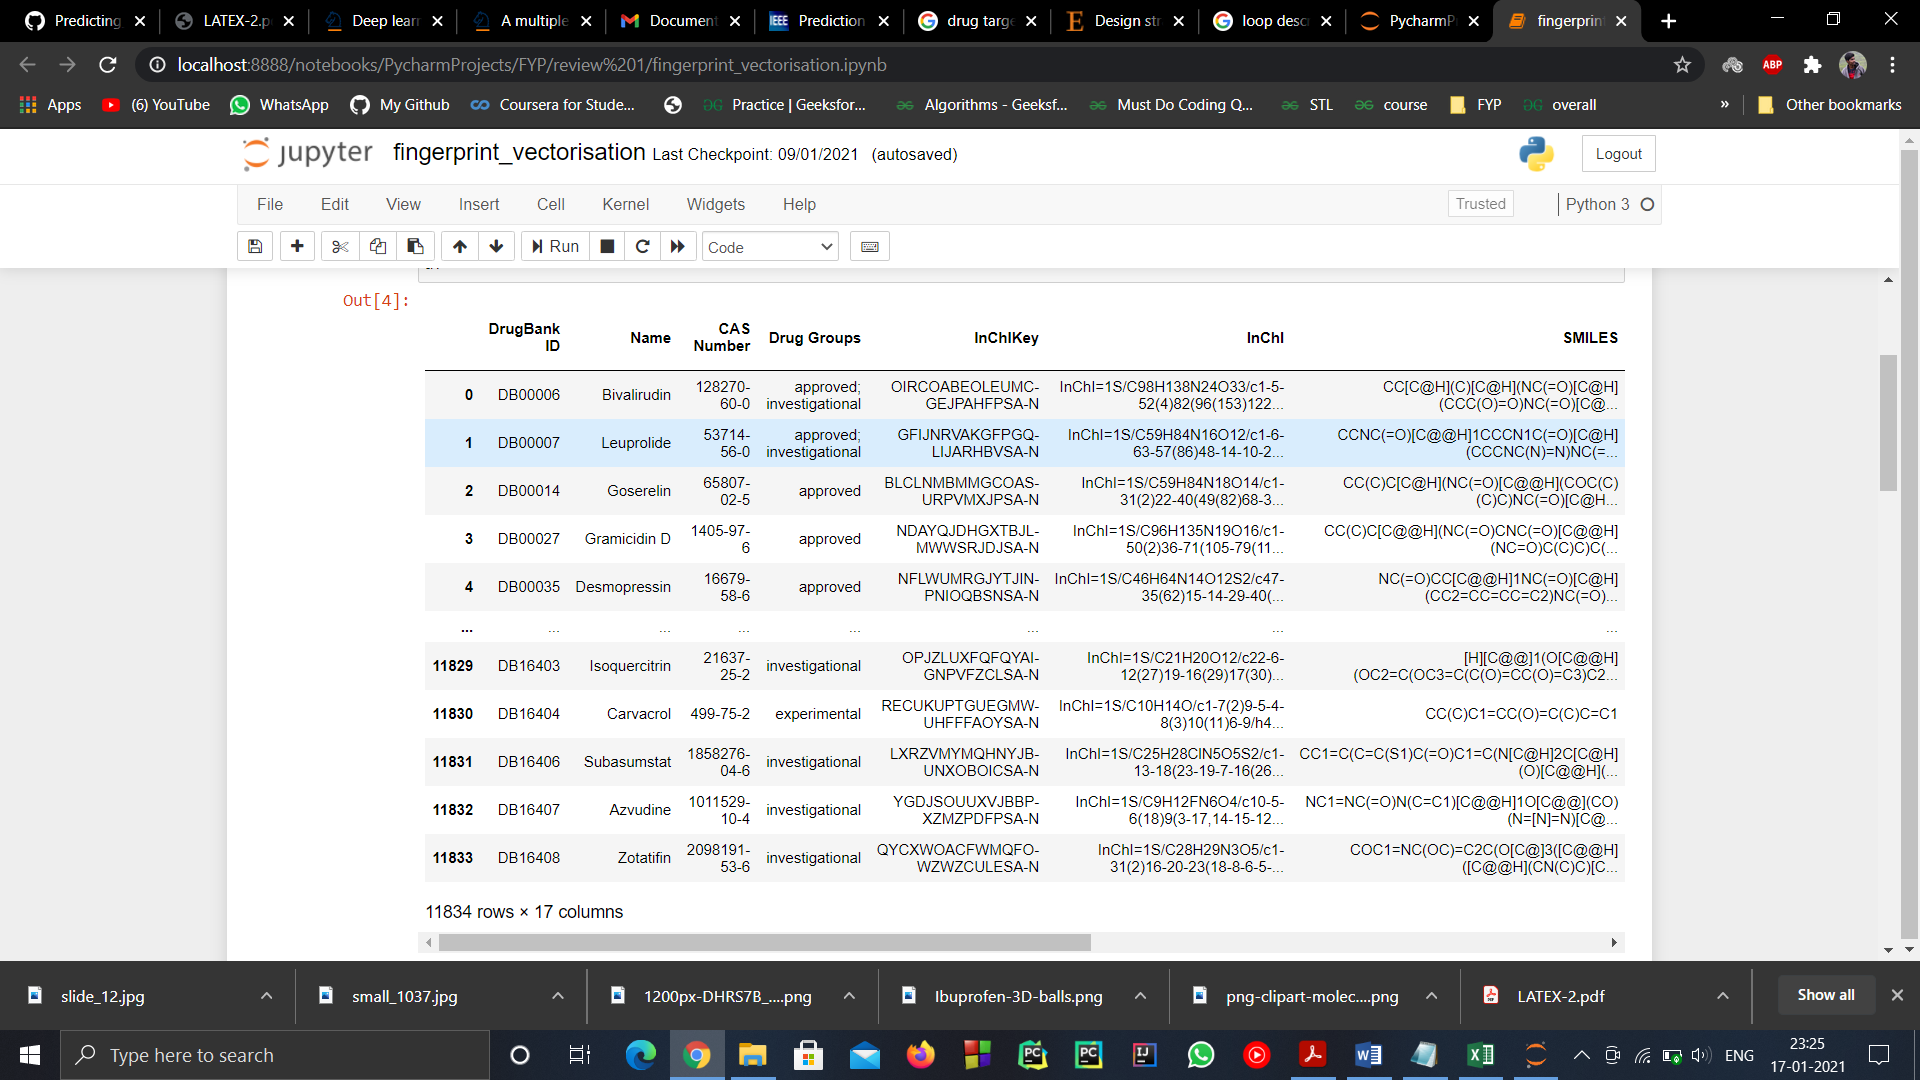 Predicting
LATEX-2.p
Deep learn
A multiple
Document
IEEE Prediction
drug targe
Design str
loop desc
PycharmP
fingerprin
localhost:8888/notebooks/PycharmProjects/FYP/review%201/fingerprint_vectorisation.ipynb
ABP
Apps (6) YouTube WhatsApp My Github Coursera for Stude... Practice | Geeksfor... Algorithms - Geeksf... Must Do Coding Q... STL course FYP overall » Other bookmarks
jupyter fingerprint_vectorisation Last Checkpoint: 09/01/2021 (autosaved) Logout
File Edit View Insert Cell Kernel Widgets Help Trusted Python 3
Run Code
Out[4]:
DrugBank ID Name CAS Number Drug Groups InChIKey InChI SMILES
0 DB00006 Bivalirudin 128270-60-0 approved; investigational OIRCOABEOLEUMC-GEJPAHFPSA-N InChI=1S/C98H138N24O33/c1-5-52(4)82(96(153)122... CC[C@H](C)[C@H](NC(=O)[C@H](CCC(O)=O)NC(=O)[C@...
1 DB00007 Leuprolide 53714-56-0 approved; investigational GFIJNRVAKGFPGQ-LIJARHBVSA-N InChI=1S/C59H84N16O12/c1-6-63-57(86)48-14-10-2... CCNC(=O)[C@@H]1CCCN1C(=O)[C@H](CCCNC(N)=N)NC(=...
2 DB00014 Goserelin 65807-02-5 approved BLCLNMBMMGCOAS-URPVMXJPSA-N InChI=1S/C59H84N18O14/c1-31(2)22-40(49(82)68-3... CC(C)C[C@H](NC(=O)[C@@H](COC(C)(C)C)NC(=O)[C@H...
3 DB00027 Gramicidin D 1405-97-6 approved NDAYQJDHGXTBJL-MWWSRJDJSA-N InChI=1S/C96H135N19O16/c1-50(2)36-71(105-79(11... CC(C)C[C@@H](NC(=O)CNC(=O)[C@@H](NC=O)C(C)C)C(...
4 DB00035 Desmopressin 16679-58-6 approved NFLWUMRGJYTJIN-PNIOQBSNSA-N InChI=1S/C46H64N14O12S2/c47-35(62)15-14-29-40(... NC(=O)CC[C@@H]1NC(=O)[C@H](CC2=CC=CC=C2)NC(=O)...
... ... ... ... ... ... ... ...
11829 DB16403 Isoquercitrin 21637-25-2 investigational OPJZLUXFQFQYAI-GNPVFZCLSA-N InChI=1S/C21H20O12/c22-6-12(27)19-16(29)17(30)... [H][C@@]1(O[C@@H](OC2=C(OC3=C(C(O)=CC(O)=C3)C2...
11830 DB16404 Carvacrol 499-75-2 experimental RECUKUPTGUEGMW-UHFFFAOYSA-N InChI=1S/C10H14O/c1-7(2)9-5-4-8(3)10(11)6-9/h4... CC(C)C1=CC(O)=C(C)C=C1
11831 DB16406 Subasumstat 1858276-04-6 investigational LXRZVMYMQHNYJB-UNXOBOICSA-N InChI=1S/C25H28ClN5O5S2/c1-13-18(23-19-7-16(26... CC1=C(C=C(S1)C(=O)C1=C(N[C@H]2C[C@H](O)[C@@H](...
11832 DB16407 Azvudine 1011529-10-4 investigational YGDJSOUUXVJBBP-XZMZPDFPSA-N InChI=1S/C9H12FN6O4/c10-5-6(18)9(3-17,14-15-12... NC1=NC(=O)N(C=C1)[C@@H]1O[C@@](CO)(N=[N]=N)[C@...
11833 DB16408 Zotatifin 2098191-53-6 investigational QYCXWOACFWMQFO-WZWZCULESA-N InChI=1S/C28H29N3O5/c1-31(2)16-20-23(18-8-6-5-... COC1=NC(OC)=C2C(O[C@]3([C@@H]([C@@H](CN(C)C)[C...
11834 rows × 17 columns
slide_12.jpg small_1037.jpg 1200px-DHRS7B_....png Ibuprofen-3D-balls.png png-clipart-molec....png LATEX-2.pdf Show all
Type here to search ENG 23:25
17-01-2021